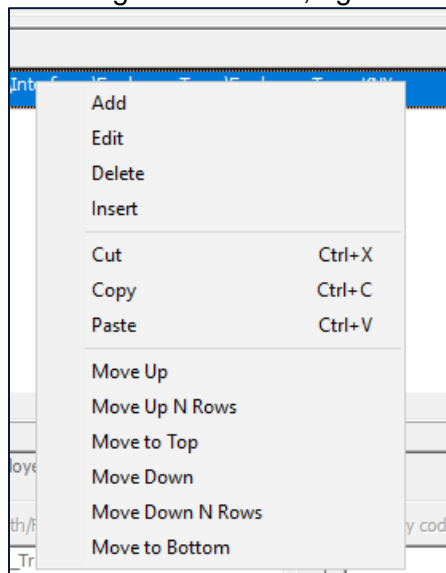 Add
Edit
Delete
Insert
Cut Ctrl+X
Copy Ctrl+C
Paste Ctrl+V
Move Up
Move Up N Rows
Move to Top
Move Down
Move Down N Rows
Move to Bottom